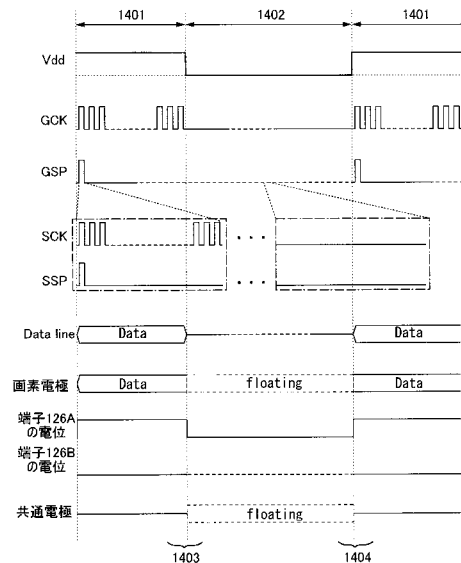 1401
1402
1401
Vdd
GCK
GSP
SCK
SSP
Data line
Data
Data
画素電極
Data
floating
Data
端子126A
の電位
端子126B
の電位
共通電極
floating
1403
1404